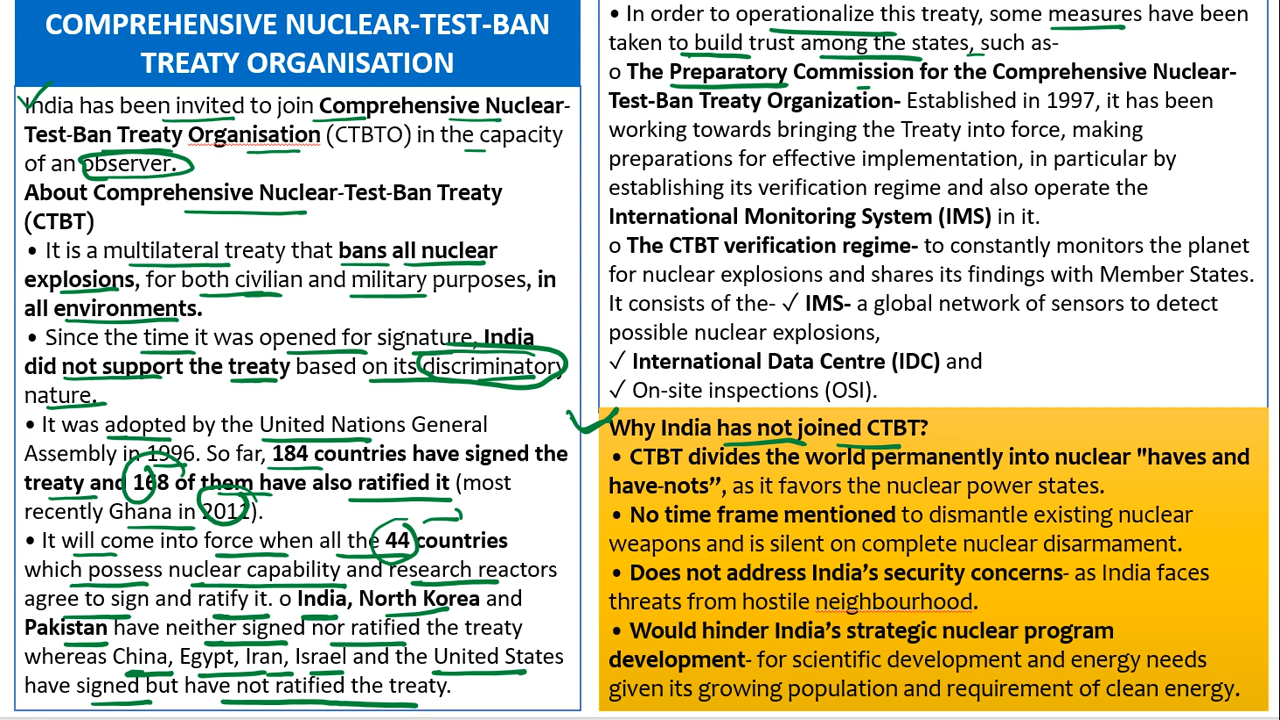 COMPREHENSIVE NUCLEAR-TEST-BAN
TREATY ORGANISATION
India has been invited to join Comprehensive Nuclear-
Test-Ban Treaty Organisation (CTBTO) in the capacity
of an observer.
About Comprehensive Nuclear-Test-Ban Treaty
(CTBT)
• It is a multilateral treaty that bans all nuclear
explosions, for both civilian and military purposes, in
all environments.
• Since the time it was opened for signature, India
did not support the treaty based on its discriminatory
nature.
• It was adopted by the United Nations General
Assembly in 1996. So far, 184 countries have signed the
treaty and 168 of them have also ratified it (most
recently Ghana in 2011).
• It will come into force when all the 44 countries
which possess nuclear capability and research reactors
agree to sign and ratify it. o India, North Korea and
Pakistan have neither signed nor ratified the treaty
whereas China, Egypt, Iran, Israel and the United States
have signed but have not ratified the treaty.
• In order to operationalize this treaty, some measures have been
taken to build trust among the states, such as-
o The Preparatory Commission for the Comprehensive Nuclear-
Test-Ban Treaty Organization- Established in 1997, it has been
working towards bringing the Treaty into force, making
preparations for effective implementation, in particular by
establishing its verification regime and also operate the
International Monitoring System (IMS) in it.
o The CTBT verification regime- to constantly monitors the planet
for nuclear explosions and shares its findings with Member States.
It consists of the- ✓ IMS- a global network of sensors to detect
possible nuclear explosions,
✓ International Data Centre (IDC) and
✓ On-site inspections (OSI).
Why India has not joined CTBT?
• CTBT divides the world permanently into nuclear "haves and
have-nots”, as it favors the nuclear power states.
• No time frame mentioned to dismantle existing nuclear
weapons and is silent on complete nuclear disarmament.
• Does not address India’s security concerns- as India faces
threats from hostile neighbourhood.
• Would hinder India’s strategic nuclear program
development- for scientific development and energy needs
given its growing population and requirement of clean energy.